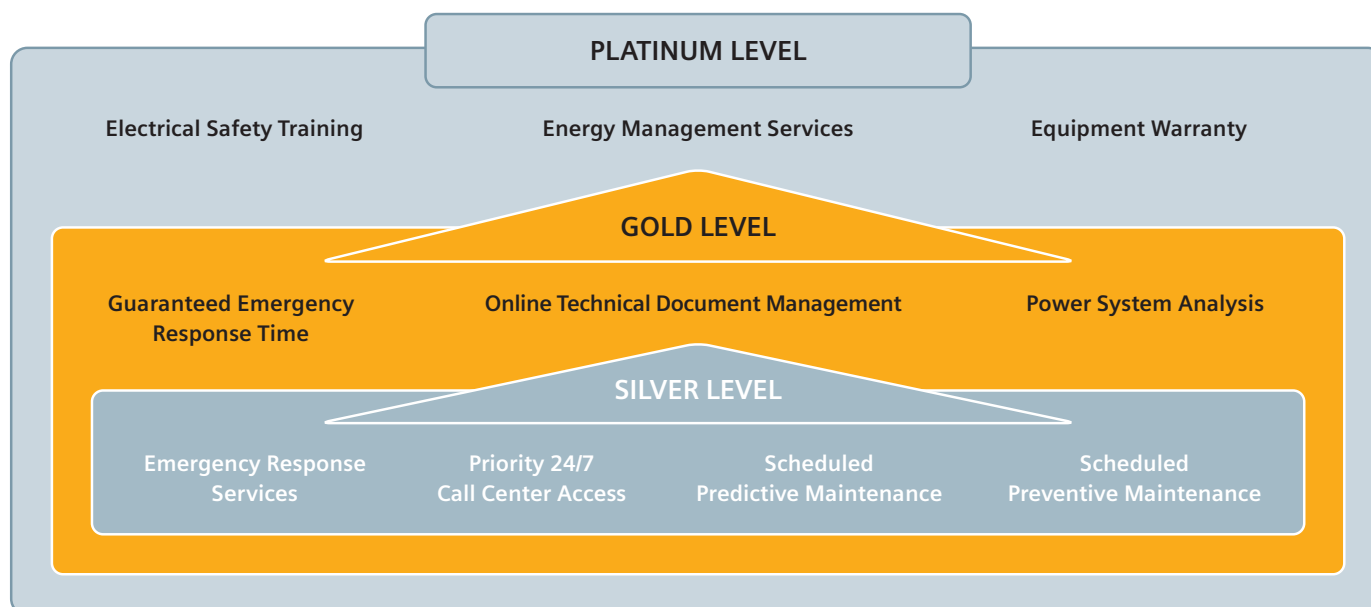 PLATINUM LEVEL
Electrical Safety Training
Energy Management Services
Equipment Warranty
GOLD LEVEL
Guaranteed Emergency
Response Time
Online Technical Document Management
Power System Analysis
SILVER LEVEL
Emergency Response
Services
Priority 24/7
Call Center Access
Scheduled
Predictive Maintenance
Scheduled
Preventive Maintenance